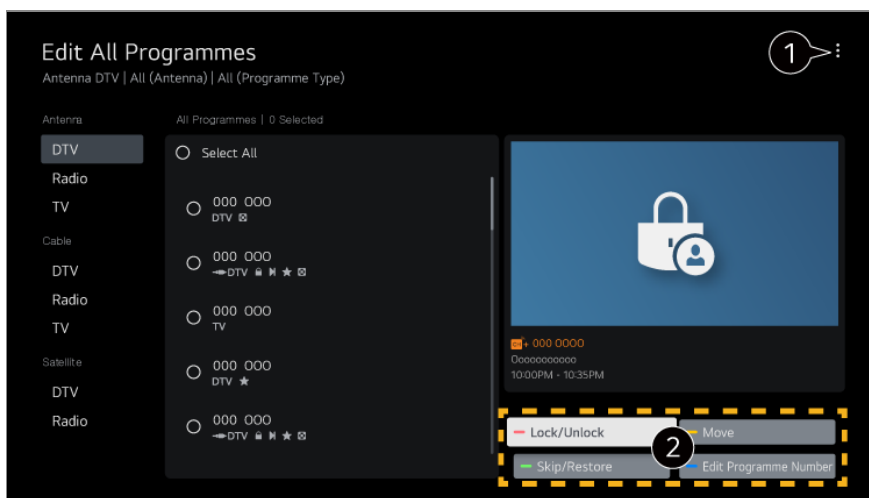 Edit All Programmes
Antenna DTV | All (Antenna) | All (Programme Type)
1
Antenna
DTV
Radio
TV
Cable
DTV
Radio
TV
Satellite
DTV
Radio
All Programmes | 0 Selected
Select All
000 000
DTV
000 000
DTV
000 000
TV
000 000
DTV
000 000
DTV
000 0000
Ooooooooooo
10:00PM - 10:35PM
Lock/Unlock
Move
2
Skip/Restore
Edit Programme Number